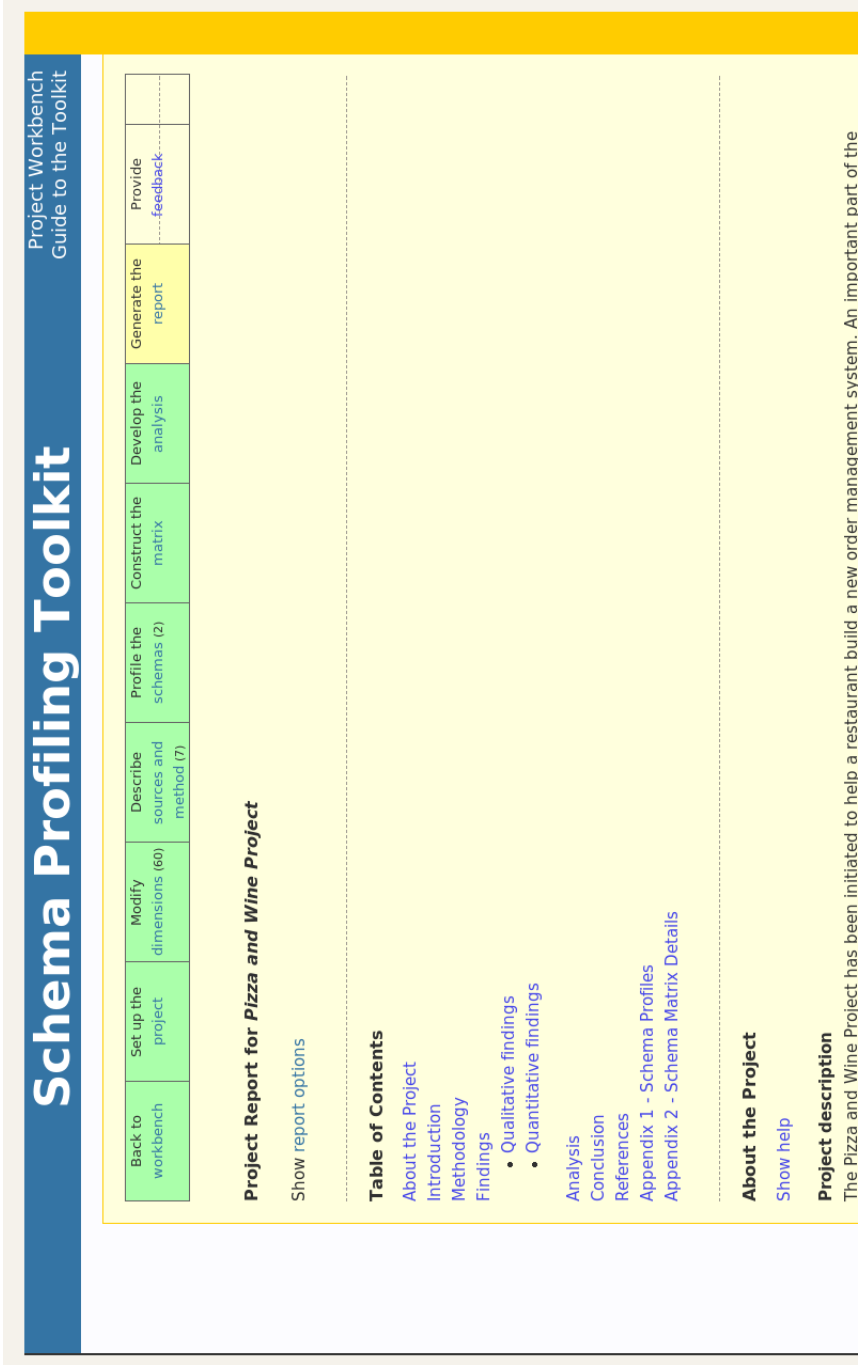 Schema Profiling Toolkit
Project Workbench
Guide to the Toolkit
Back to
workbench
Set up the
project
Modify
dimensions (60)
Describe
sources and
method (7)
Profile the
schemas (2)
Construct the
matrix
Develop the
analysis
Generate the
report
Provide
feedback
Project Report for Pizza and Wine Project
Show report options
Table of Contents
About the Project
Introduction
Methodology
Findings
• Qualitative findings
• Quantitative findings
Analysis
Conclusion
References
Appendix 1 - Schema Profiles
Appendix 2 - Schema Matrix Details
About the Project
Show help
Project description
The Pizza and Wine Project has been initiated to help a restaurant build a new order management system. An important part of the